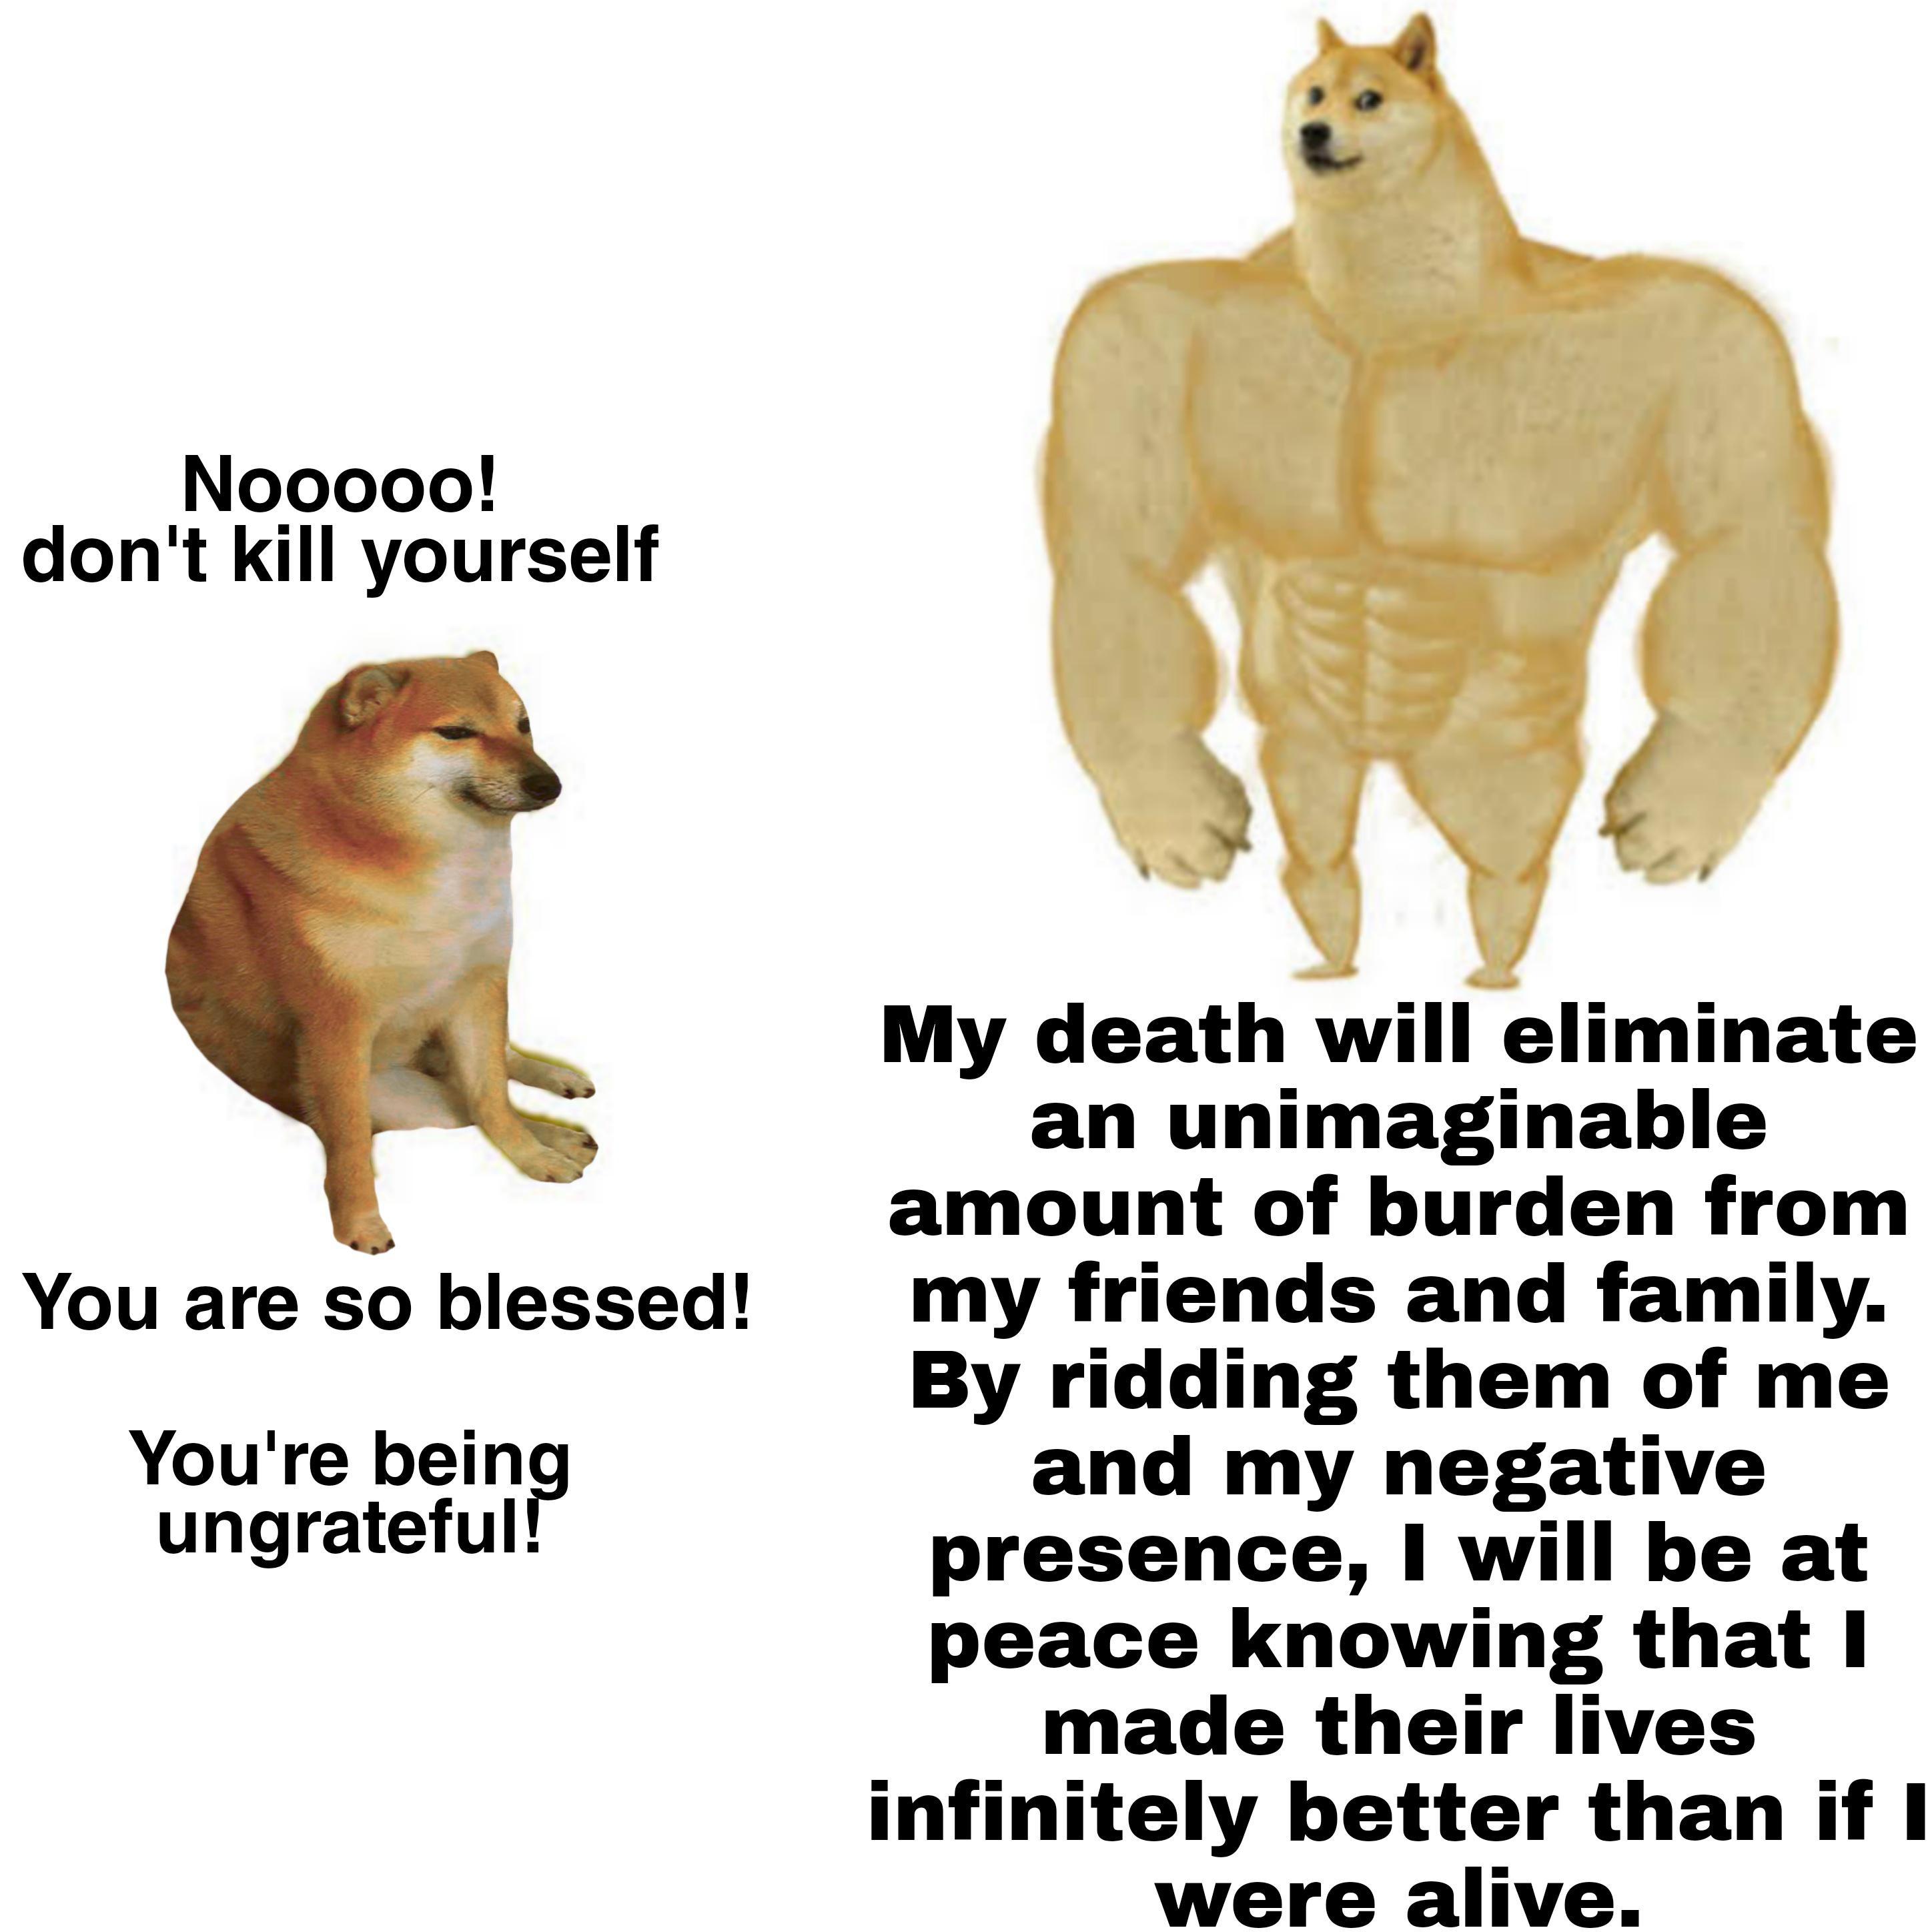 Nooooo!
don't kill yourself
You are so blessed!
You're being
ungrateful!
My death will eliminate
an unimaginable
amount of burden from
my friends and family.
By ridding them of me
and my negative
presence, I will be at
peace knowing that I
made their lives
infinitely better than if I
were alive.